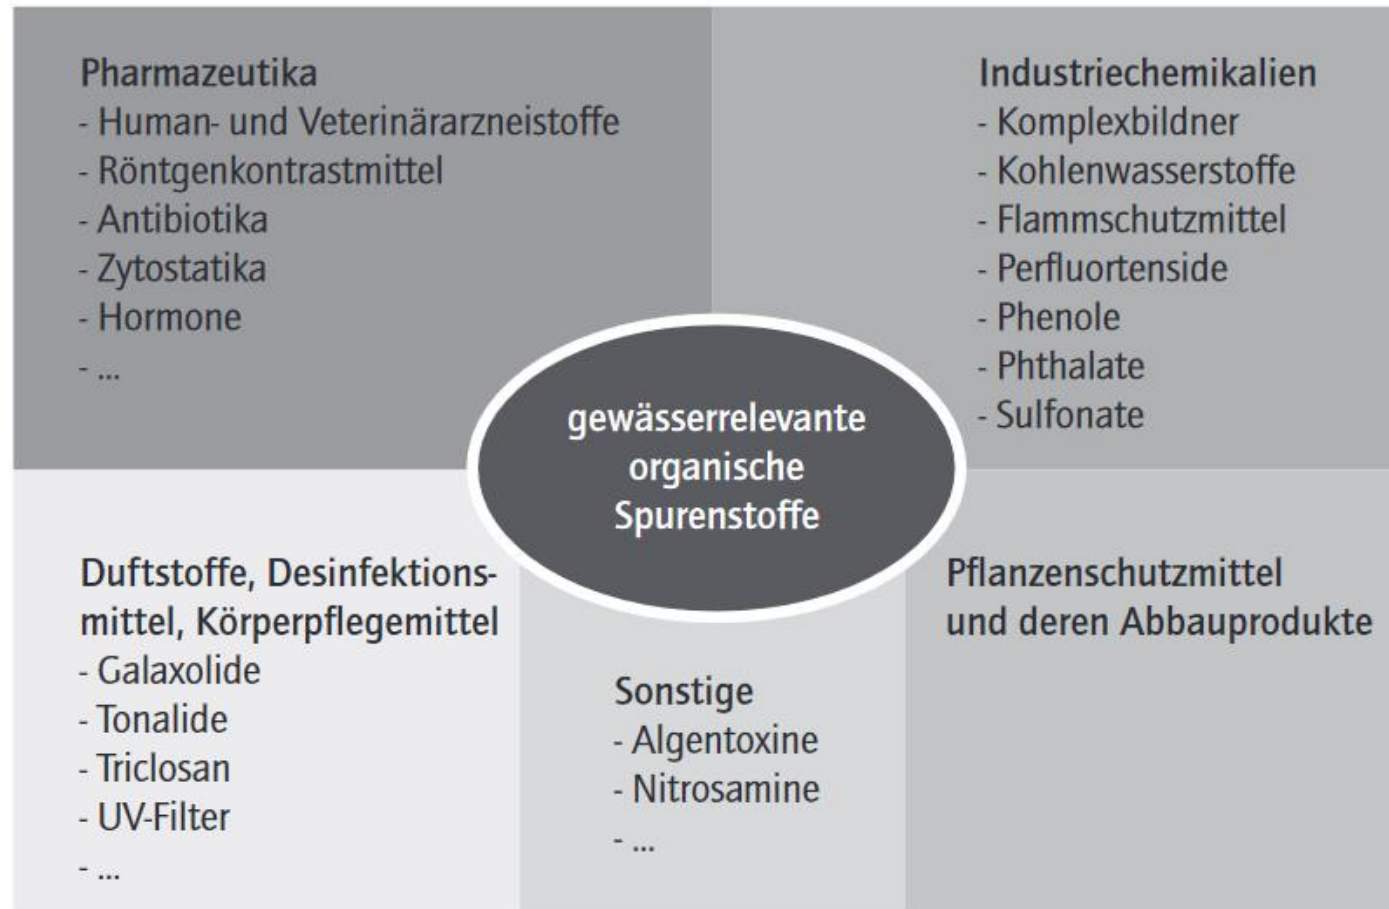 Pharmazeutika
- Human- und Veterinärarzneistoffe
- Röntgenkontrastmittel
- Antibiotika
- Zytostatika
- Hormone
- ...
Industriechemikalien
- Komplexbildner
- Kohlenwasserstoffe
- Flammschutzmittel
- Perfluortenside
- Phenole
- Phthalate
- Sulfonate
gewässerrelevante
organische
Spurenstoffe
Duftstoffe, Desinfektions-
mittel, Körperpflegemittel
- Galaxolide
- Tonalide
- Triclosan
- UV-Filter
- ...
Sonstige
- Algentoxine
- Nitrosamine
- ...
Pflanzenschutzmittel
und deren Abbauprodukte